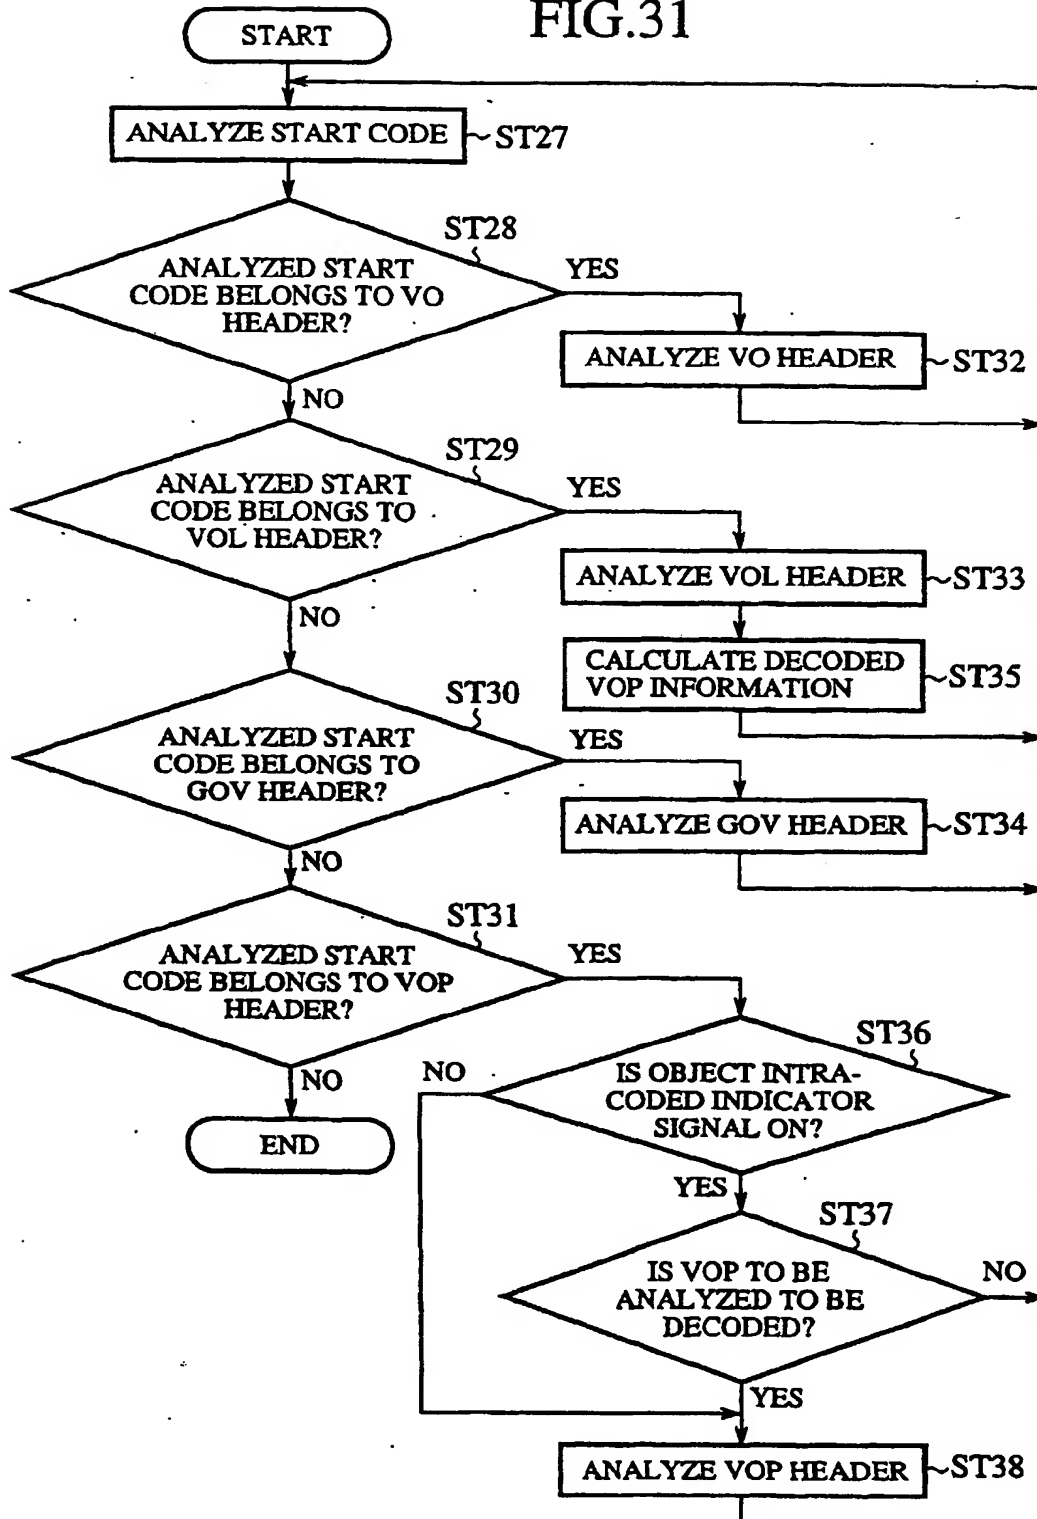 FIG.31
START
ANALYZE START CODE
ST27
ST28
ANALYZED START
CODE BELONGS TO VO
HEADER?
YES
ANALYZE VO HEADER
ST32
NO
ST29
ANALYZED START
CODE BELONGS TO
VOL HEADER?
YES
ANALYZE VOL HEADER
ST33
NO
CALCULATE DECODED
VOP INFORMATION
ST35
ST30
ANALYZED START
CODE BELONGS TO
GOV HEADER?
YES
ANALYZE GOV HEADER
ST34
NO
ST31
ANALYZED START
CODE BELONGS TO VOP
HEADER?
YES
ST36
IS OBJECT INTRA-
CODED INDICATOR
SIGNAL ON?
NO
NO
END
YES
ST37
IS VOP TO BE
ANALYZED TO BE
DECODED?
NO
YES
ANALYZE VOP HEADER
ST38